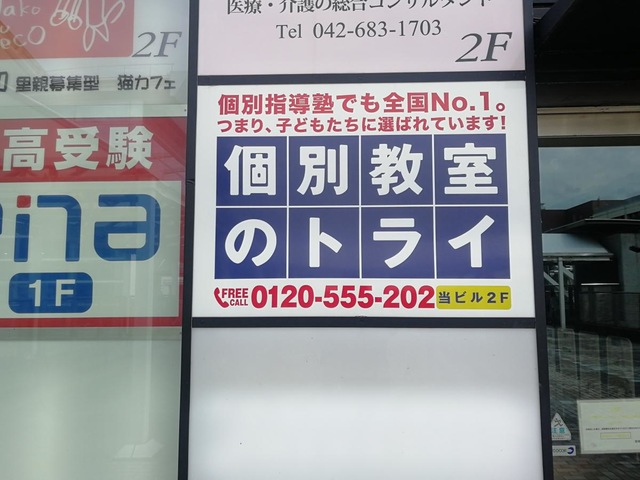 2F
里親募集型 猫カフェ
高受験
ina
1F
医療・介護の総合コンサルタント
Tel 042-683-1703
2F
個別指導塾でも全国No.1。
つまり、子どもたちに選ばれています!
個別教室
のトライ
FREE
CALL
0120-555-202
当ビル2F